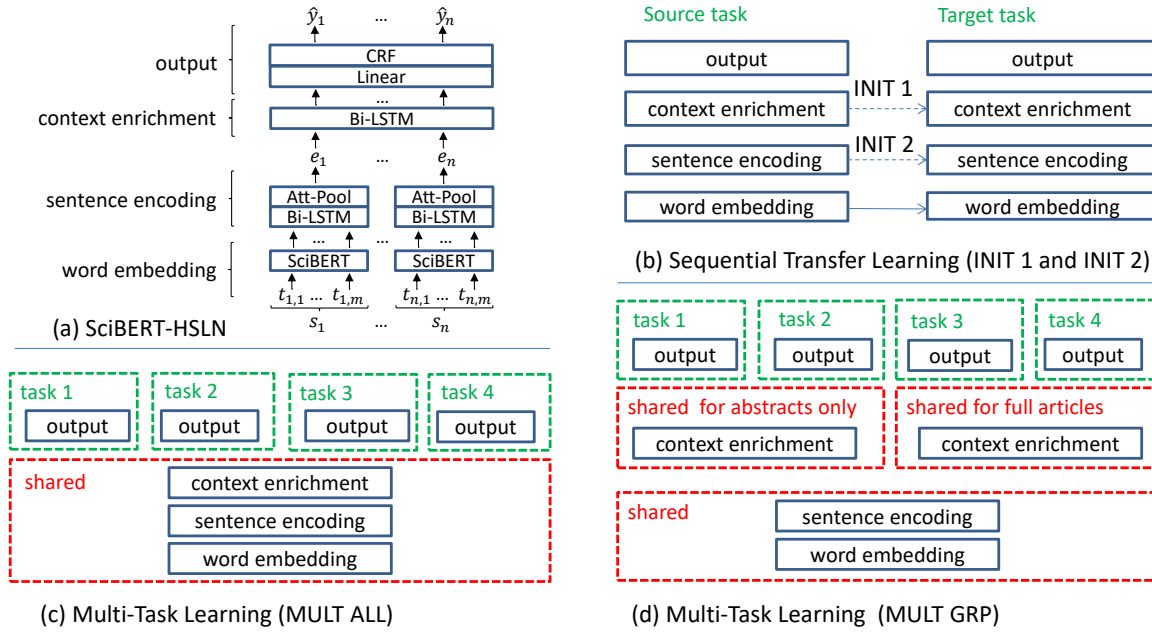 ŷ₁ ... ŷₙ
output
CRF
Linear
...
context enrichment
Bi-LSTM
e₁ ... eₙ
sentence encoding
Att-Pool Att-Pool
Bi-LSTM Bi-LSTM
... ... ...
word embedding
SciBERT SciBERT
t₁,₁ ... t₁,ₘ tₙ,₁ ... tₙ,ₘ
s₁ ... sₙ
(a) SciBERT-HSLN
Source task Target task
output output
INIT 1
context enrichment context enrichment
INIT 2
sentence encoding sentence encoding
word embedding word embedding
(b) Sequential Transfer Learning (INIT 1 and INIT 2)
task 1 task 2 task 3 task 4
output output output output
shared
context enrichment
sentence encoding
word embedding
(c) Multi-Task Learning (MULT ALL)
task 1 task 2 task 3 task 4
output output output output
shared for abstracts only shared for full articles
context enrichment context enrichment
shared
sentence encoding
word embedding
(d) Multi-Task Learning (MULT GRP)